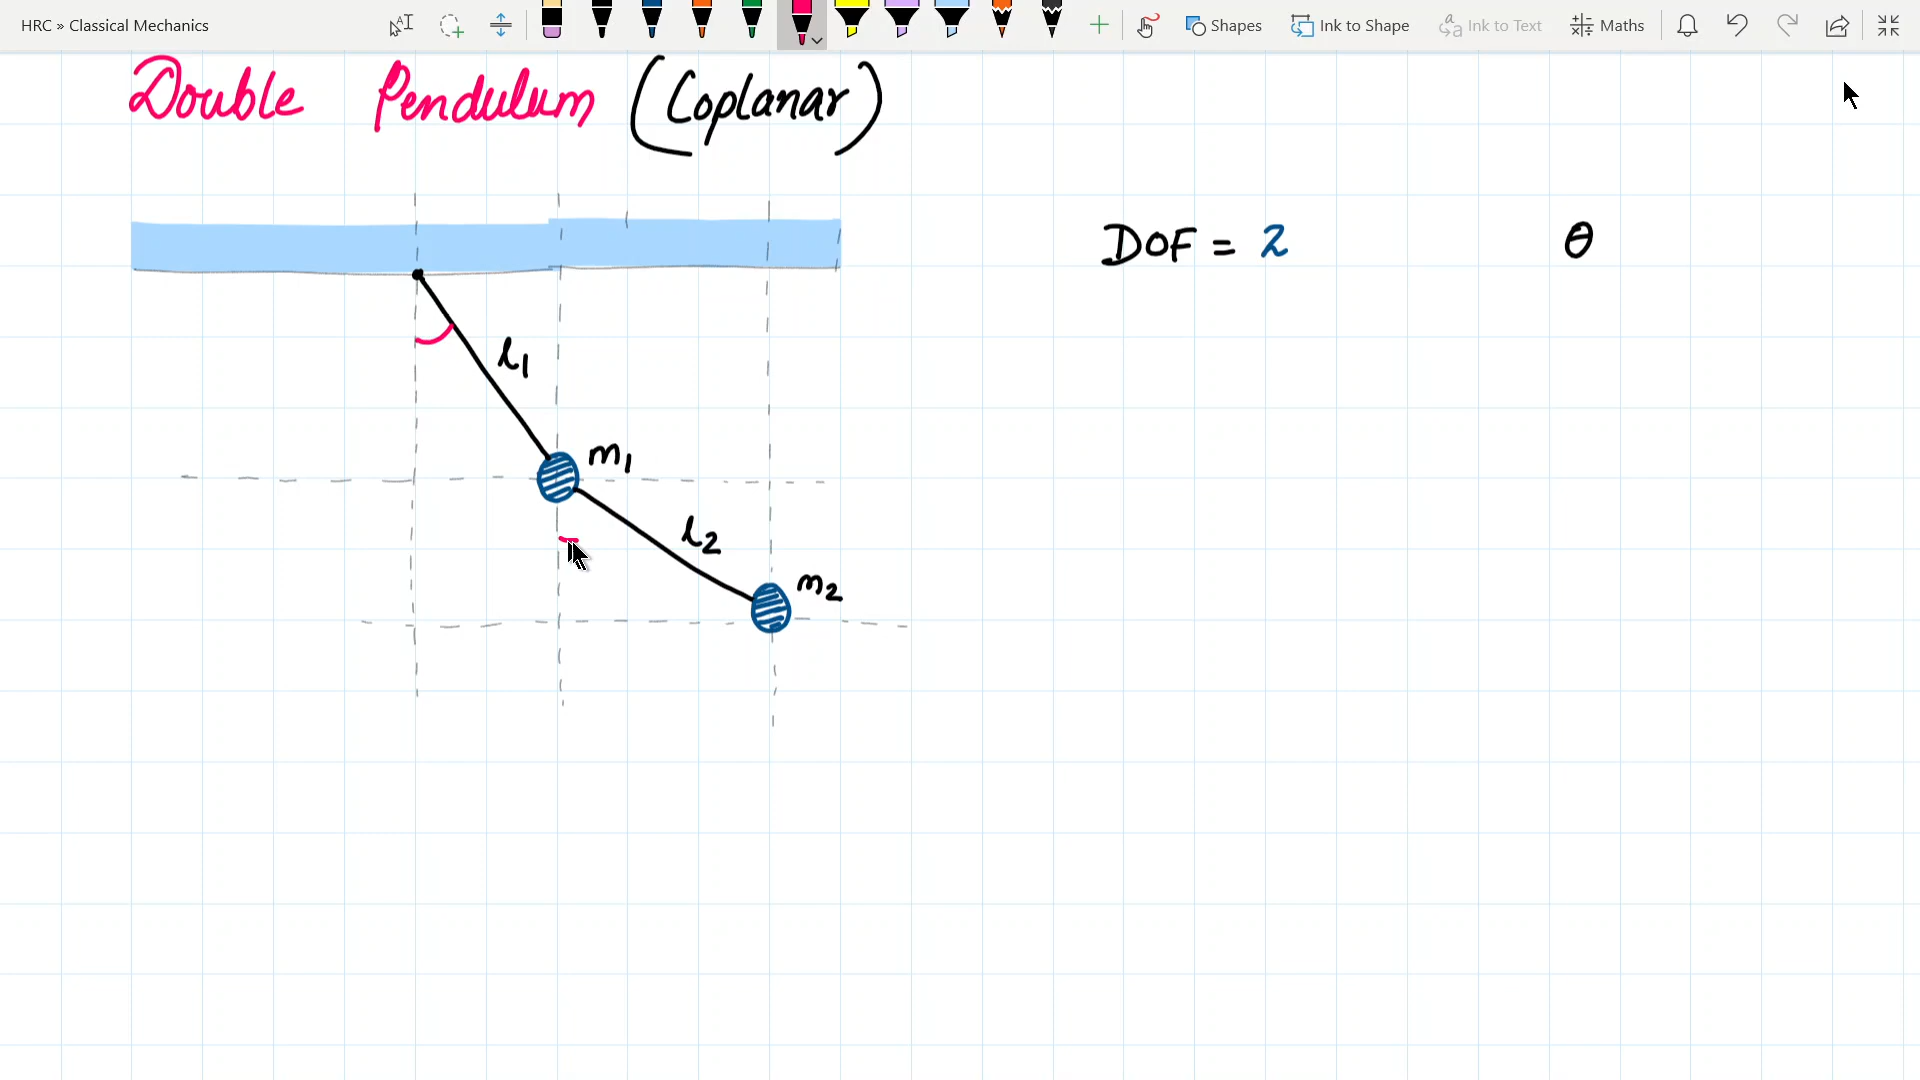 HRC » Classical Mechanics
Shapes Ink to Shape Ink to Text Maths
Double Pendulum (Coplanar)
DOF = 2 θ
l1
m1
l2
m2